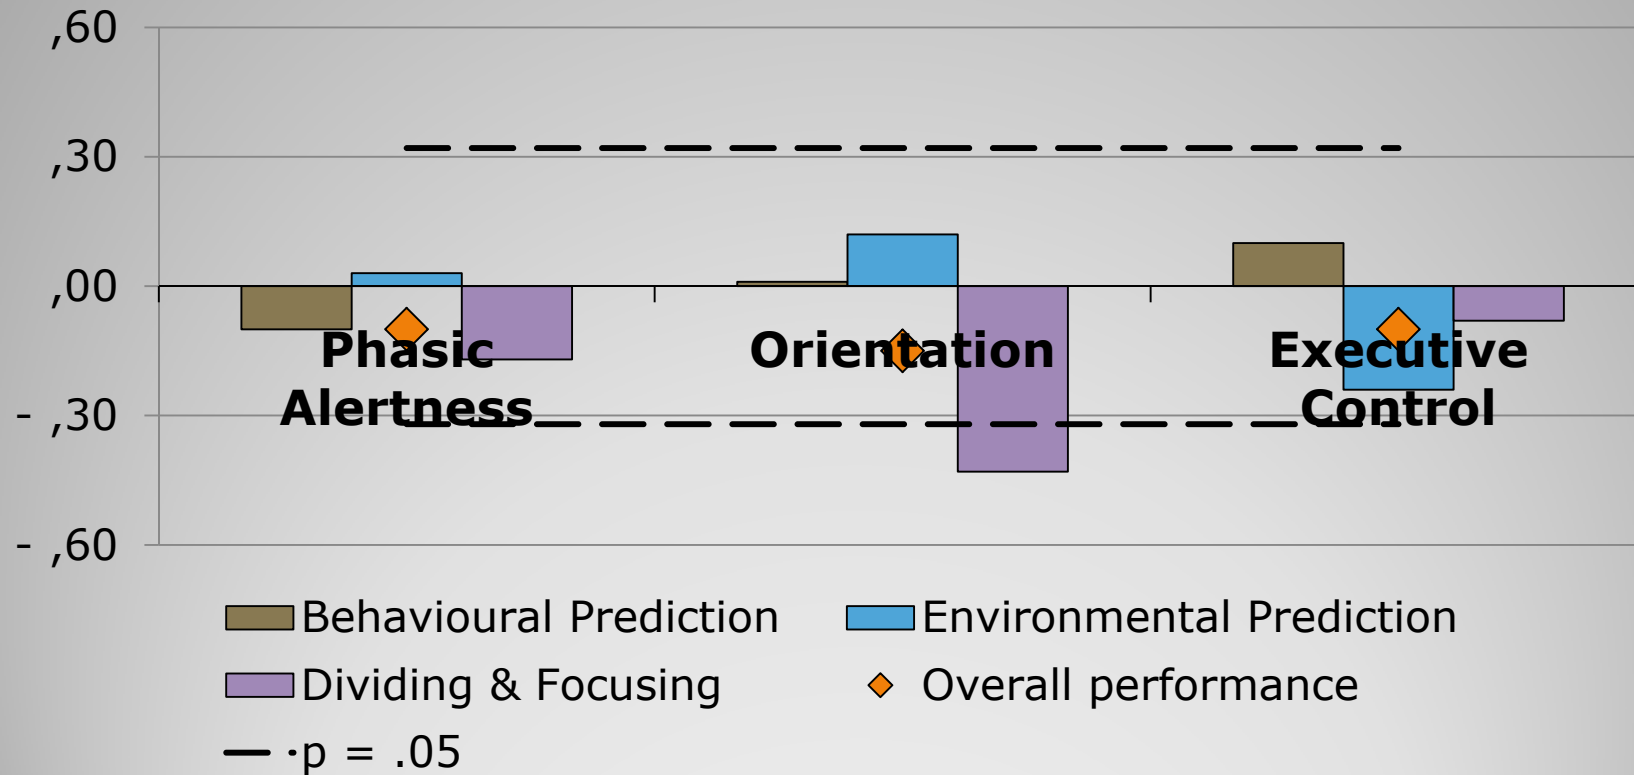 ,60
,30
,00
- ,30
- ,60
Phasic
Alertness
Orientation
Executive
Control
Behavioural Prediction
Environmental Prediction
Dividing & Focusing
Overall performance
p = .05